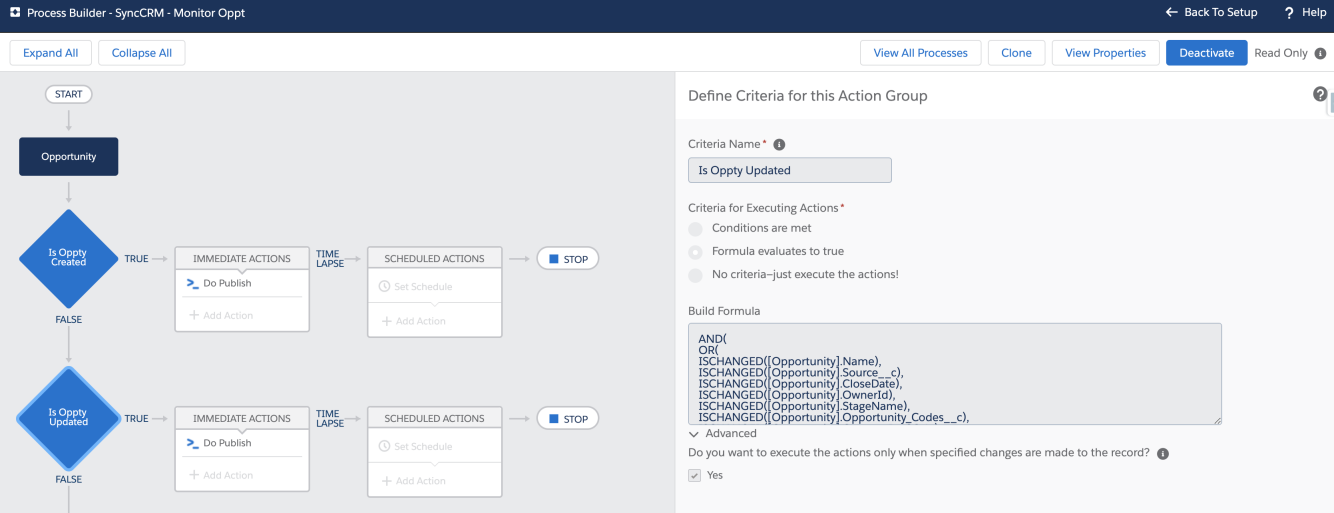 Process Builder - SyncCRM - Monitor Oppt
Back To Setup
? Help
Expand All
Collapse All
View All Processes
Clone
View Properties
Deactivate
Read Only
START
Opportunity
Is Oppty
Created
TRUE
IMMEDIATE ACTIONS
Do Publish
+ Add Action
TIME
LAPSE
SCHEDULED ACTIONS
Set Schedule
+ Add Action
STOP
FALSE
Is Oppty
Updated
TRUE
IMMEDIATE ACTIONS
Do Publish
+ Add Action
TIME
LAPSE
SCHEDULED ACTIONS
Set Schedule
+ Add Action
STOP
FALSE
Define Criteria for this Action Group
Criteria Name*
Is Oppty Updated
Criteria for Executing Actions*
Conditions are met
Formula evaluates to true
No criteria—just execute the actions!
Build Formula
AND(
OR(
ISCHANGED([Opportunity].Name),
ISCHANGED([Opportunity].Source__c),
ISCHANGED([Opportunity].CloseDate),
ISCHANGED([Opportunity].OwnerId),
ISCHANGED([Opportunity].StageName),
ISCHANGED([Opportunity].Opportunity_Codes__c),
Advanced
Do you want to execute the actions only when specified changes are made to the record?
Yes